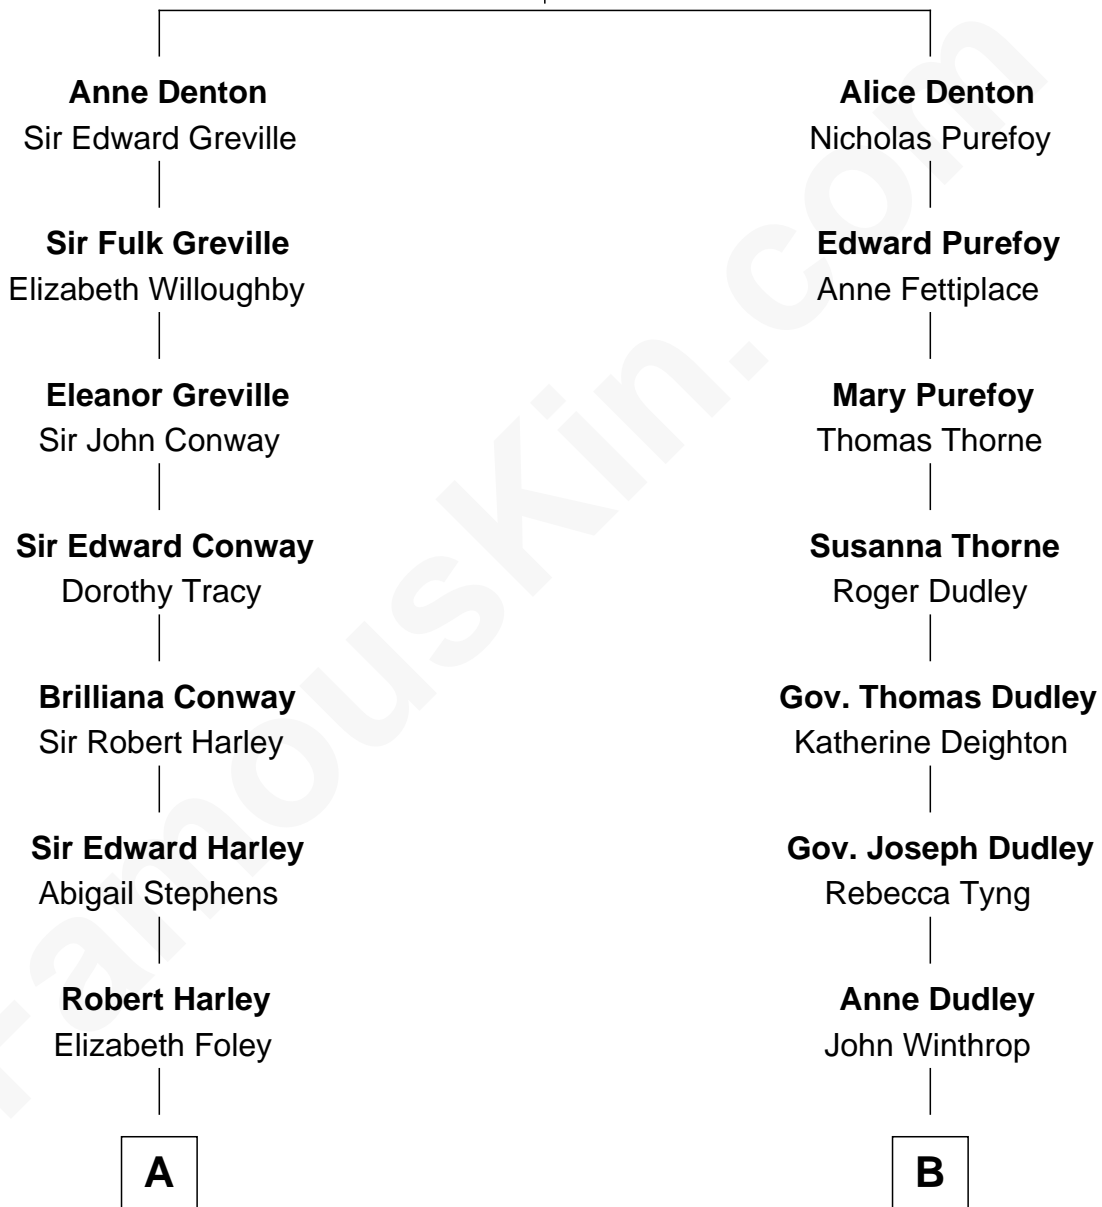 Anne Denton
Sir Edward Greville
Alice Denton
Nicholas Purefoy
Sir Fulk Greville
Elizabeth Willoughby
Edward Purefoy
Anne Fettiplace
Eleanor Greville
Sir John Conway
Mary Purefoy
Thomas Thorne
Sir Edward Conway
Dorothy Tracy
Susanna Thorne
Roger Dudley
Brilliana Conway
Sir Robert Harley
Gov. Thomas Dudley
Katherine Deighton
Sir Edward Harley
Abigail Stephens
Gov. Joseph Dudley
Rebecca Tyng
Robert Harley
Elizabeth Foley
Anne Dudley
John Winthrop
A
B
FamousKin.com